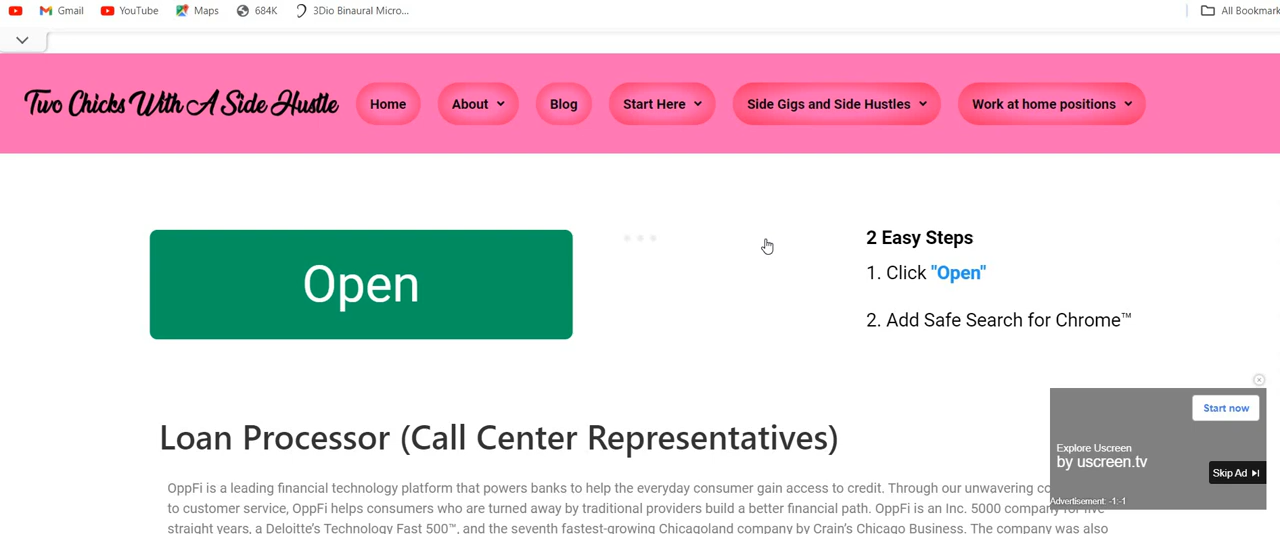 Gmail YouTube Maps 684K 3Dio Binaural Micro... All Bookmark
Two Chicks With A Side Hustle Home About Blog Start Here Side Gigs and Side Hustles Work at home positions
Open
2 Easy Steps
1. Click "Open"
2. Add Safe Search for Chrome™
Start now
Explore Uscreen
by uscreen.tv
Skip Ad
Advertisement: -1:-1
Loan Processor (Call Center Representatives)
OppFi is a leading financial technology platform that powers banks to help the everyday consumer gain access to credit. Through our unwavering
to customer service, OppFi helps consumers who are turned away by traditional providers build a better financial path. OppFi is an Inc. 5000 company for five
straight years, a Deloitte's Technology Fast 500™, and the seventh fastest-growing Chicagoland company by Crain's Chicago Business. The company was also